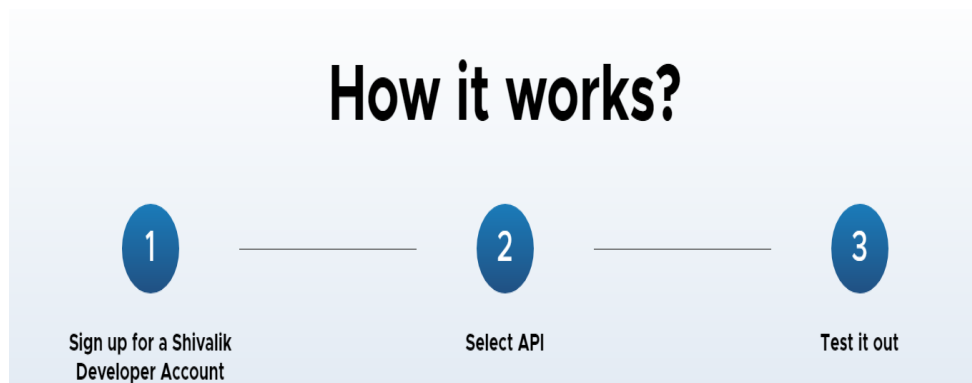 How it works?
1
2
3
Sign up for a Shivalik
Developer Account
Select API
Test it out